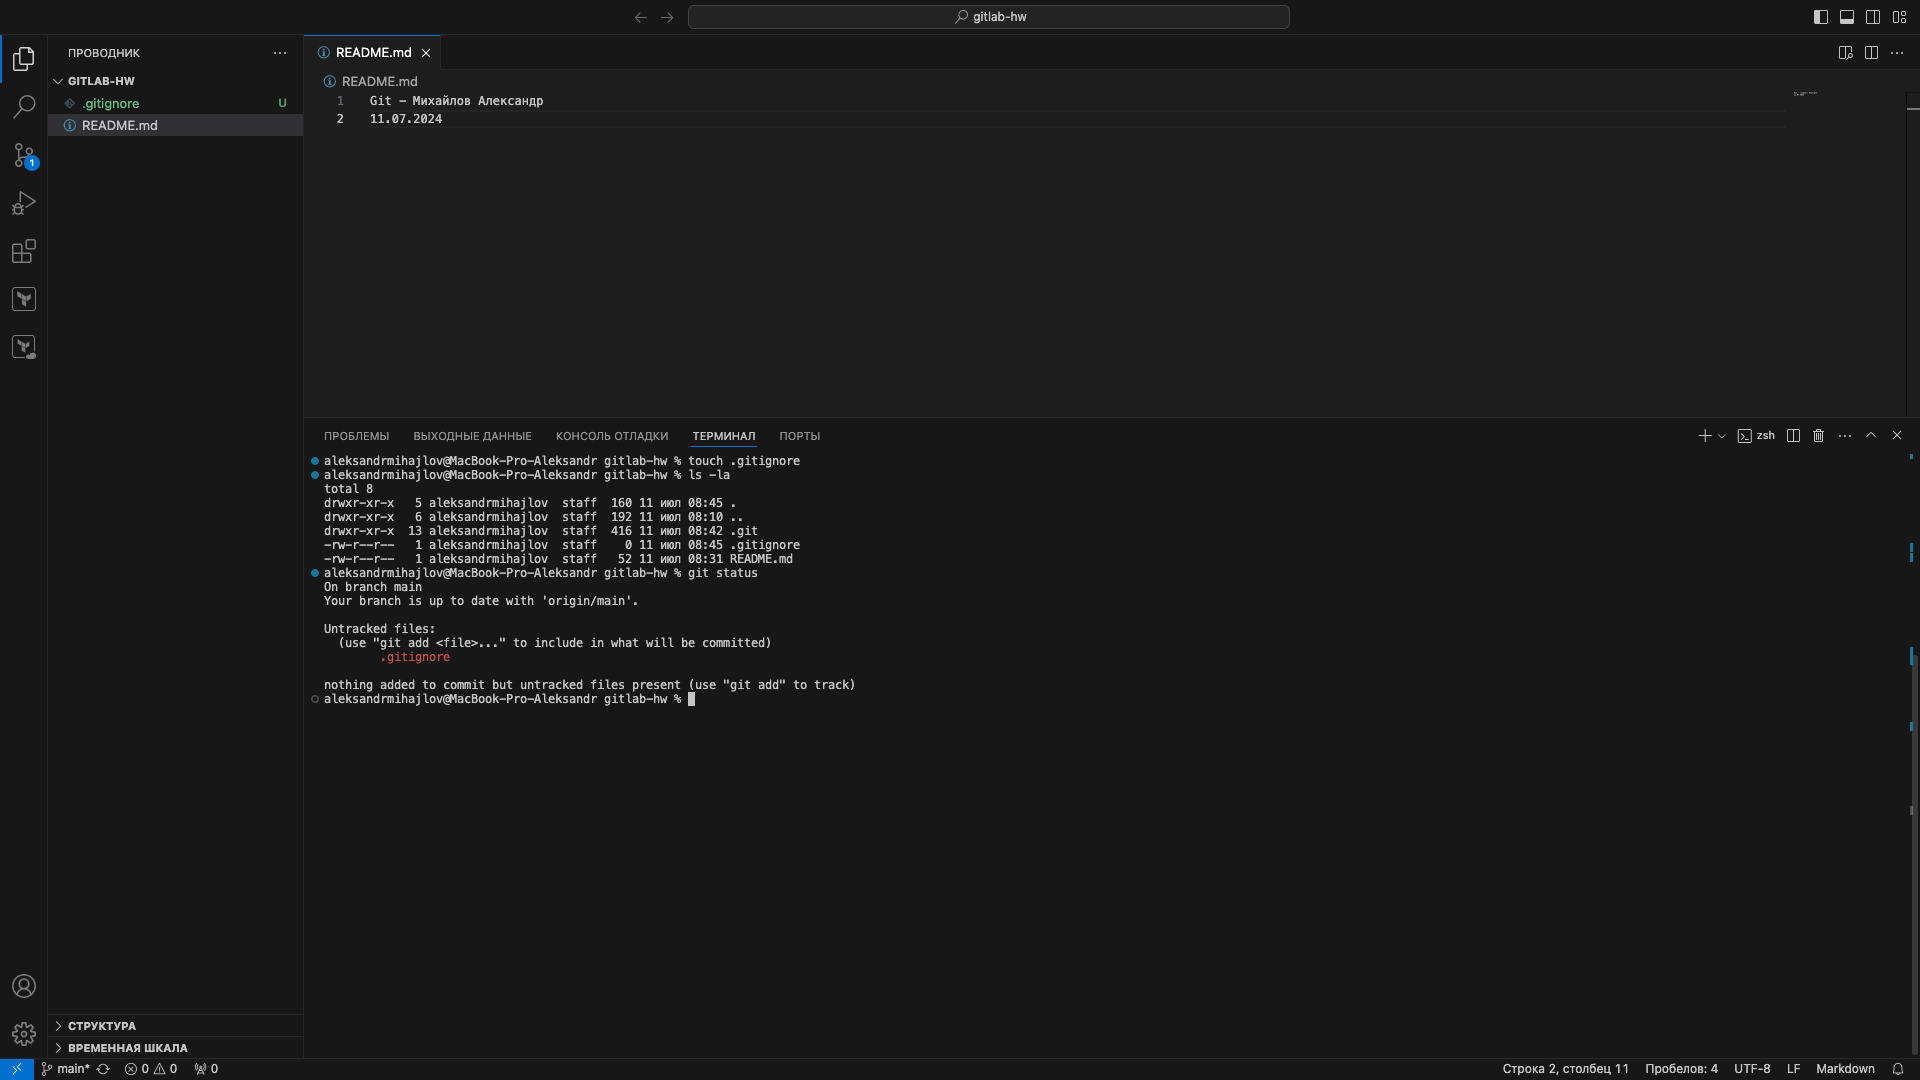 gitlab-hw
ПРОВОДНИК
GITLAB-HW
.gitignore U
README.md
1
README.md
README.md
1 Git - Михайлов Александр
2 11.07.2024
ПРОБЛЕМЫ ВЫХОДНЫЕ ДАННЫЕ КОНСОЛЬ ОТЛАДКИ ТЕРМИНАЛ ПОРТЫ
zsh
aleksandrmihajlov@MacBook-Pro-Aleksandr gitlab-hw % touch .gitignore
aleksandrmihajlov@MacBook-Pro-Aleksandr gitlab-hw % ls -la
total 8
drwxr-xr-x   5 aleksandrmihajlov  staff  160 11 июл 08:45 .
drwxr-xr-x   6 aleksandrmihajlov  staff  192 11 июл 08:10 ..
drwxr-xr-x  13 aleksandrmihajlov  staff  416 11 июл 08:42 .git
-rw-r--r--   1 aleksandrmihajlov  staff    0 11 июл 08:45 .gitignore
-rw-r--r--   1 aleksandrmihajlov  staff   52 11 июл 08:31 README.md
aleksandrmihajlov@MacBook-Pro-Aleksandr gitlab-hw % git status
On branch main
Your branch is up to date with 'origin/main'.
Untracked files:
(use "git add <file>..." to include in what will be committed)
.gitignore
nothing added to commit but untracked files present (use "git add" to track)
aleksandrmihajlov@MacBook-Pro-Aleksandr gitlab-hw %
СТРУКТУРА
ВРЕМЕННАЯ ШКАЛА
main* 0 0 0 Строка 2, столбец 11 Пробелов: 4 UTF-8 LF Markdown